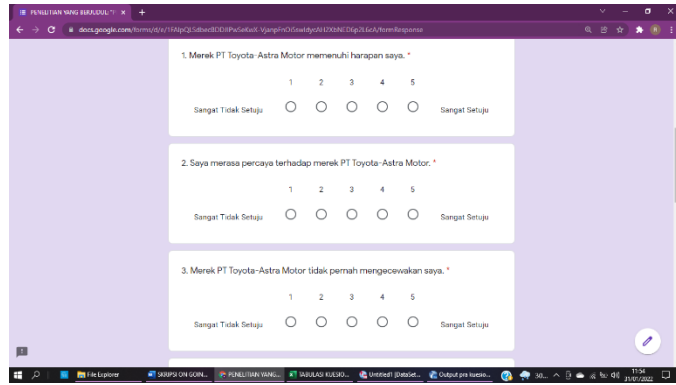 PENELITIAN YANG BERJUDUL "
docs.google.com/forms/d/e/
1. Merek PT Toyota-Astra Motor memenuhi harapan saya. *
1 2 3 4 5
Sangat Tidak Setuju Sangat Setuju
2. Saya merasa percaya terhadap merek PT Toyota-Astra Motor. *
1 2 3 4 5
Sangat Tidak Setuju Sangat Setuju
3. Merek PT Toyota-Astra Motor tidak pernah mengecewakan saya. *
1 2 3 4 5
Sangat Tidak Setuju Sangat Setuju
File Explorer SKRIPSI ON GOIN... PENELITIAN YANG... TABULASI KUESIO... Untitled1 [DataSet... Output pra kuesio... 30... 11:54
31/01/2022